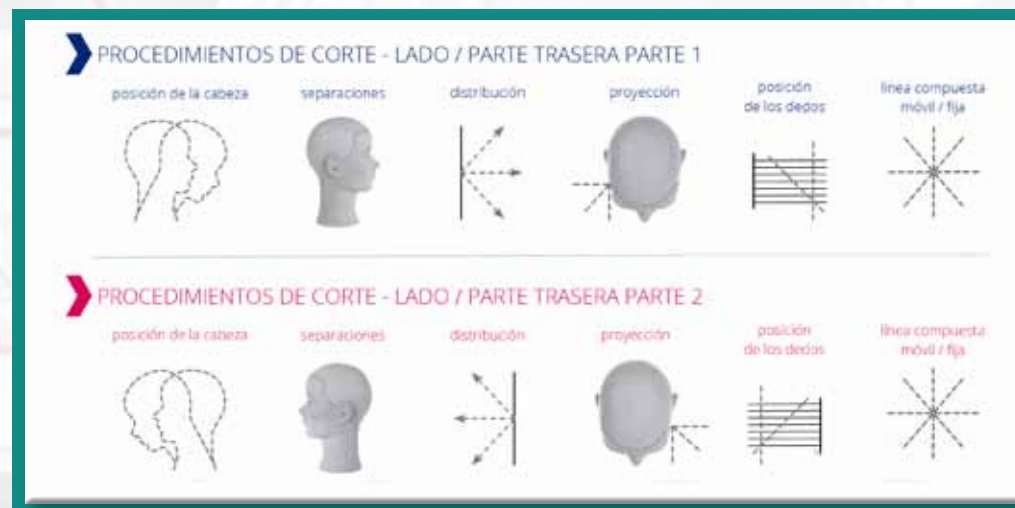 PROCEDIMIENTOS DE CORTE - LADO / PARTE TRASERA PARTE 1
posición de la cabeza
separaciones
distribución
proyección
posición
de los dedos
línea compuesta
móvil / fija
PROCEDIMIENTOS DE CORTE - LADO / PARTE TRASERA PARTE 2
posición de la cabeza
separaciones
distribución
proyección
posición
de los dedos
línea compuesta
móvil / fija